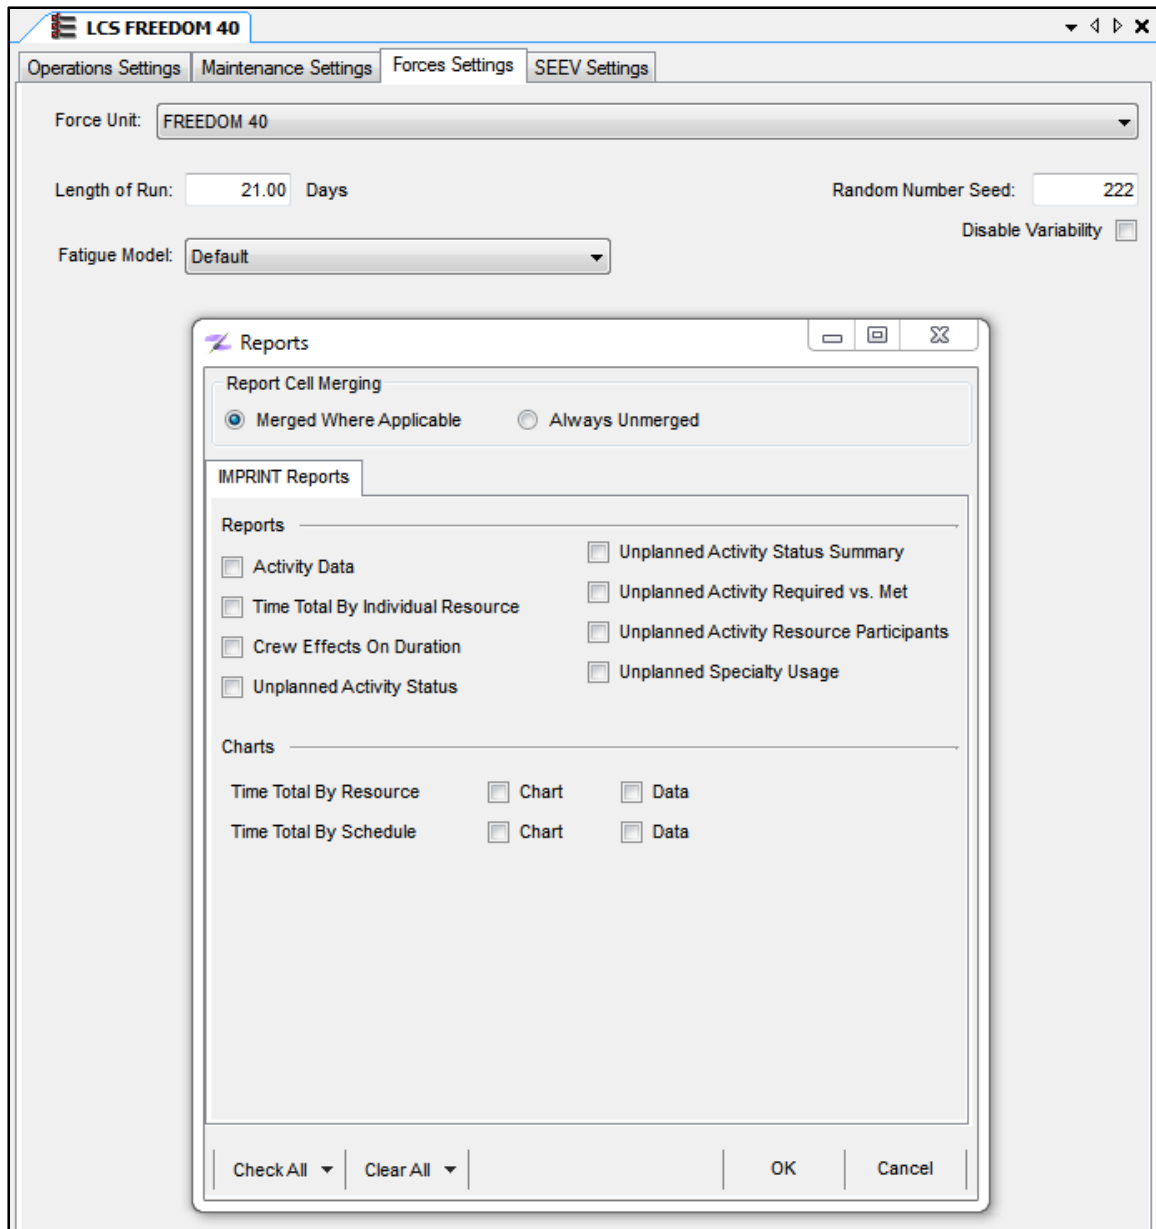 LCS FREEDOM 40
Operations Settings Maintenance Settings Forces Settings SEEV Settings
Force Unit: FREEDOM 40
Length of Run: 21.00 Days Random Number Seed: 222
Disable Variability
Fatigue Model: Default
Reports
Report Cell Merging
Merged Where Applicable Always Unmerged
IMPRINT Reports
Reports
Activity Data
Time Total By Individual Resource
Crew Effects On Duration
Unplanned Activity Status
Unplanned Activity Status Summary
Unplanned Activity Required vs. Met
Unplanned Activity Resource Participants
Unplanned Specialty Usage
Charts
Time Total By Resource Chart Data
Time Total By Schedule Chart Data
Check All Clear All OK Cancel